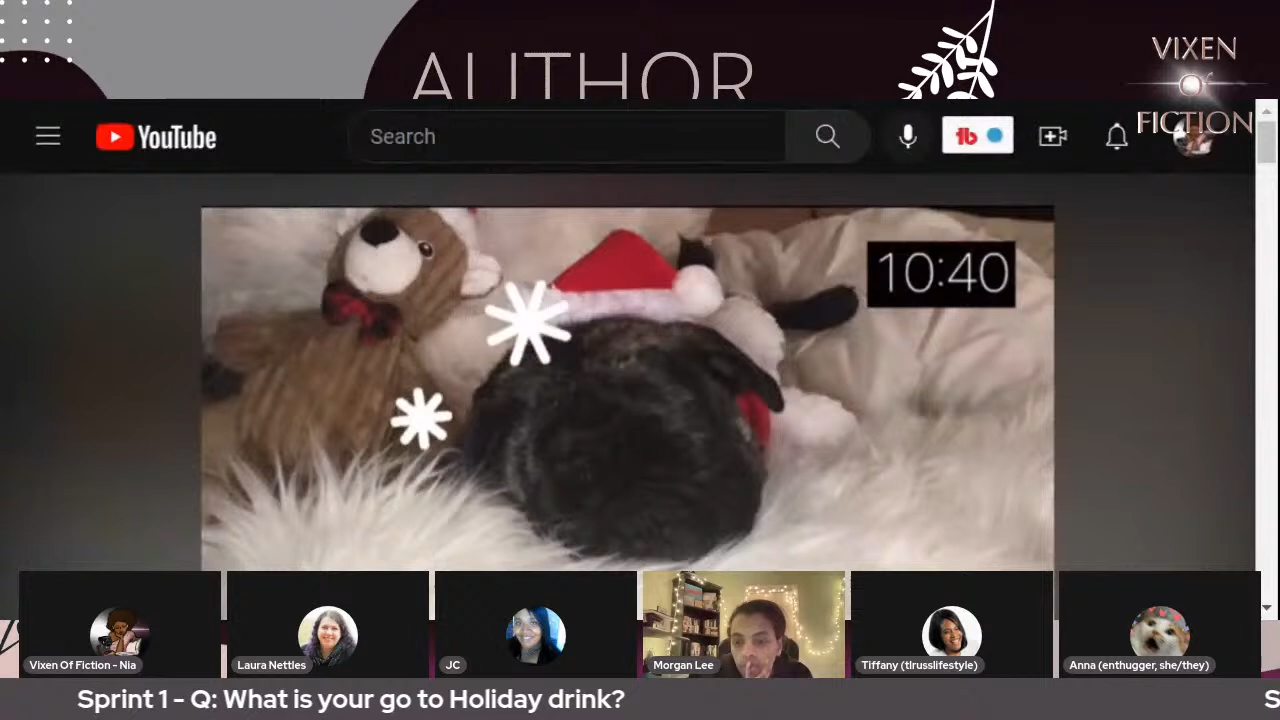 AUTHOR
VIXEN
OF
FICTION
YouTube
Search
10:40
Vixen Of Fiction - Nia
Laura Nettles
JC
Morgan Lee
Tiffany (tlrusslifestyle)
Anna (enthugger, she/they)
Sprint 1 - Q: What is your go to Holiday drink?
S